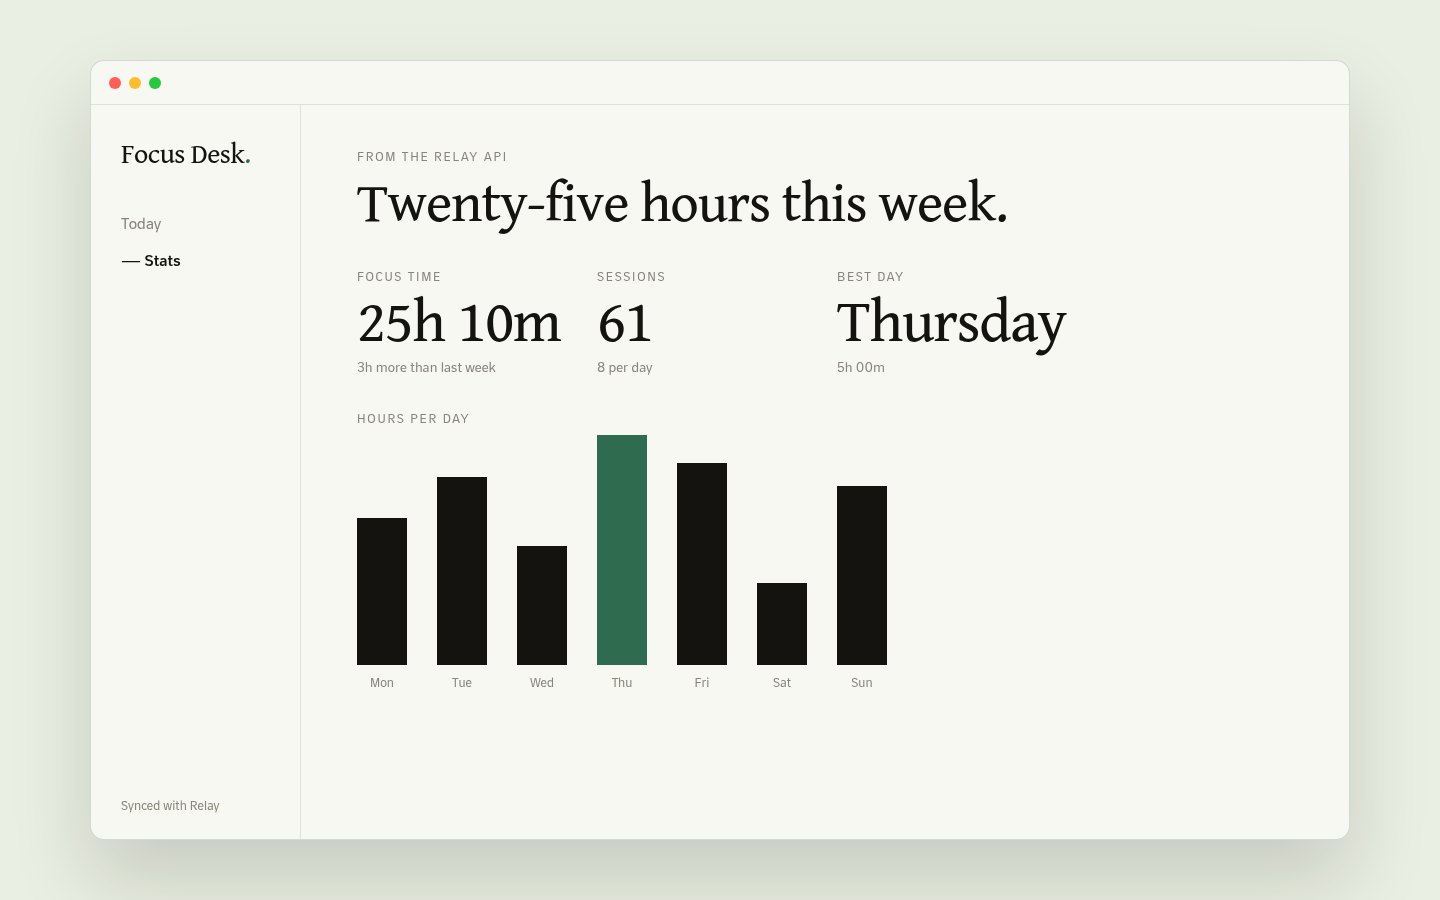 Focus Desk.
Today
— Stats
Synced with Relay
FROM THE RELAY API
Twenty-five hours this week.
FOCUS TIME
25h 10m
3h more than last week
SESSIONS
61
8 per day
BEST DAY
Thursday
5h 00m
HOURS PER DAY
Mon Tue Wed Thu Fri Sat Sun